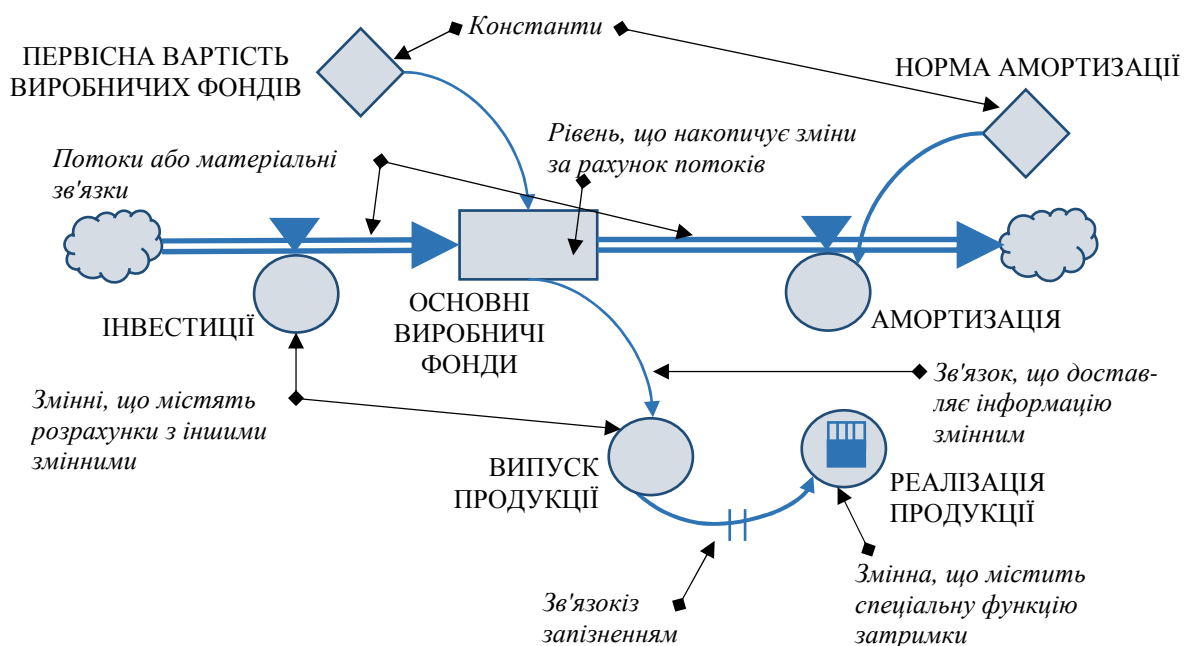 Константи
ПЕРВІСНА ВАРТІСТЬ
ВИРОБНИЧИХ ФОНДІВ
НОРМА АМОРТИЗАЦІЇ
Потоки або матеріальні
зв'язки
Рівень, що накопичує зміни
за рахунок потоків
ІНВЕСТИЦІЇ
ОСНОВНІ
ВИРОБНИЧІ
ФОНДИ
АМОРТИЗАЦІЯ
Змінні, що містять
розрахунки з іншими
змінними
Зв'язок, що достав-
ляє інформацію
змінним
ВИПУСК
ПРОДУКЦІЇ
РЕАЛІЗАЦІЯ
ПРОДУКЦІЇ
Зв'язокіз
запізненням
Змінна, що містить
спеціальну функцію
затримки